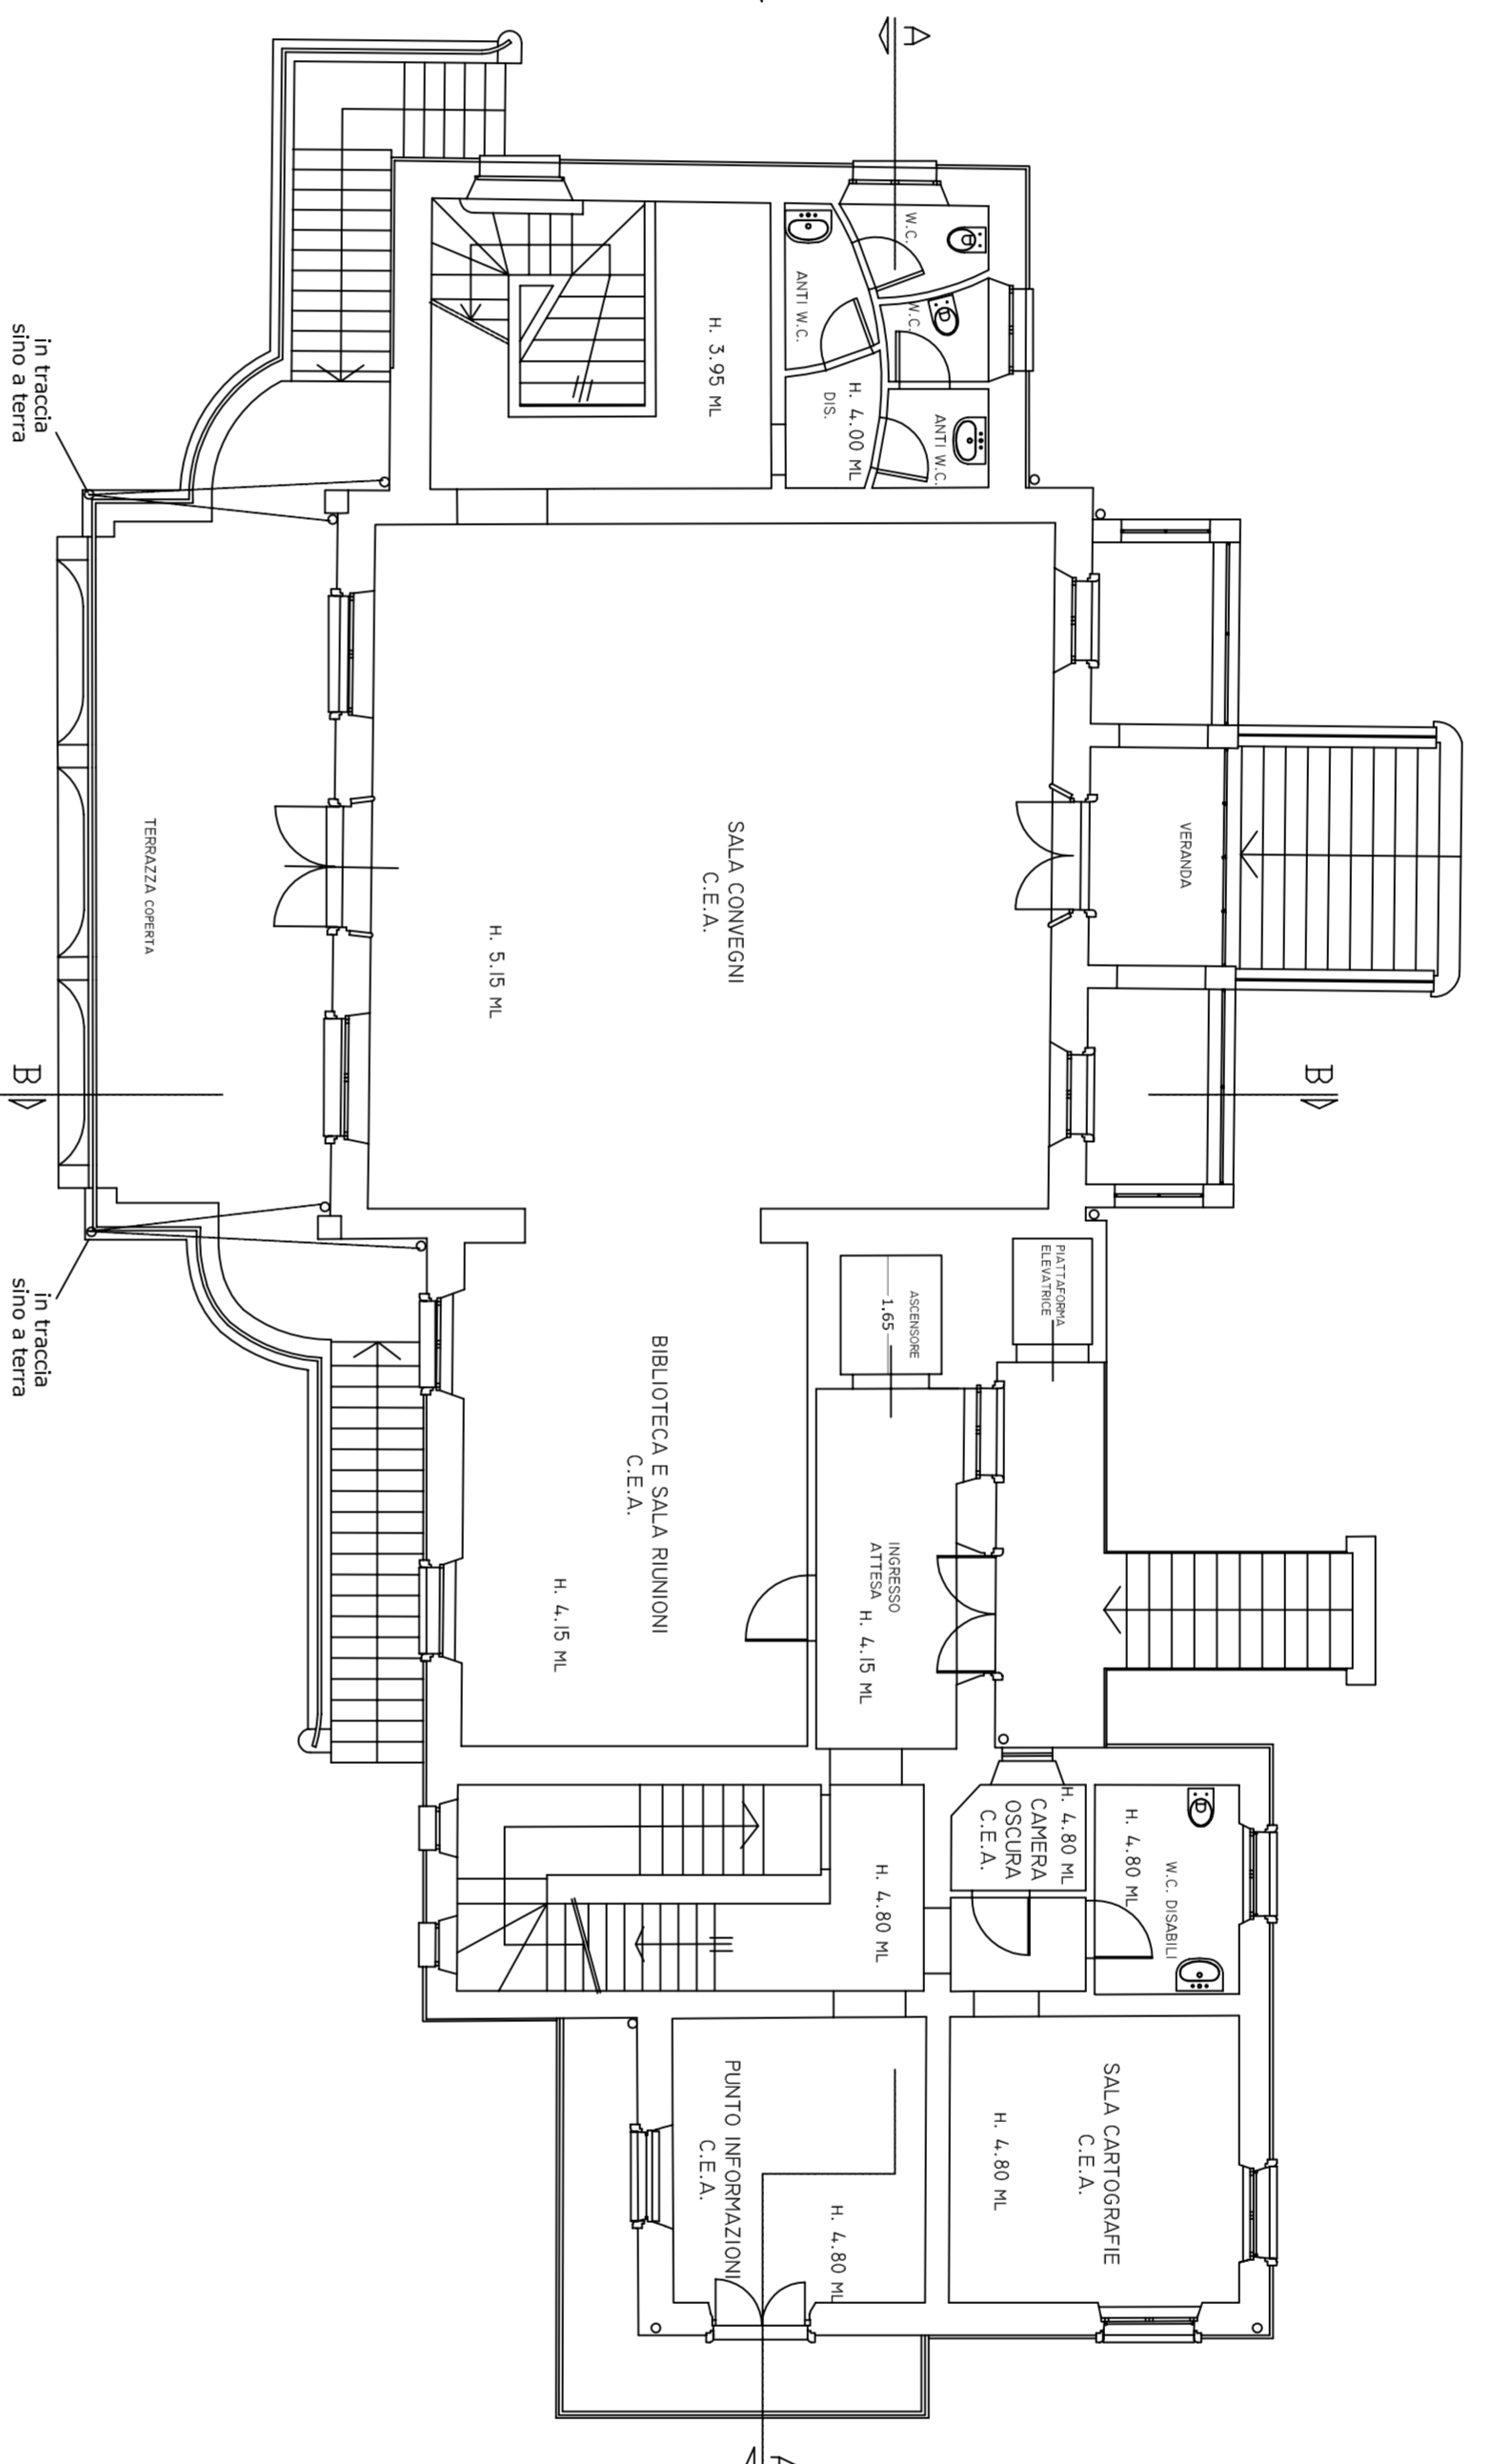 A
W.C.
W.C.
ANTI W.C.
H. 3.95 ML
H. 4.00 ML
DIS.
ANTI W.C.
in traccia
sino a terra
VERANDA
SALA CONVEGNI
C.E.A.
H. 5.15 ML
TERRAZZA COPERTA
B
B
PIATTAFORMA
ELEVATRICE
ASCENSORE
1.65
in traccia
sino a terra
BIBLIOTECA E SALA RIUNIONI
C.E.A.
H. 4.15 ML
INGRESSO
ATTESA
H. 4.15 ML
H. 4.80 ML
CAMERA
OSCURA
C.E.A.
H. 4.80 ML
W.C. DISABILI
H. 4.80 ML
SALA CARTOGRAFIE
C.E.A.
H. 4.80 ML
PUNTO INFORMAZIONI
C.E.A.
H. 4.80 ML